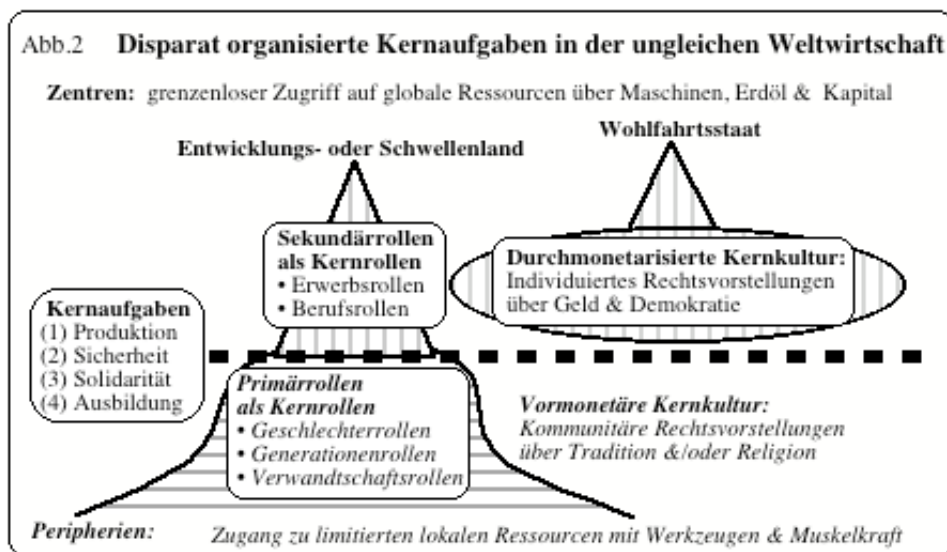 Abb.2 Disparat organisierte Kernaufgaben in der ungleichen Weltwirtschaft
Zentren: grenzenloser Zugriff auf globale Ressourcen über Maschinen, Erdöl & Kapital
Wohlfahrtsstaat
Entwicklungs- oder Schwellenland
Sekundärrollen
als Kernrollen
• Erwerbsrollen
• Berufsrollen
Durchmonetarisierte Kernkultur:
Individuiertes Rechtsvorstellungen
über Geld & Demokratie
Kernaufgaben
(1) Produktion
(2) Sicherheit
(3) Solidarität
(4) Ausbildung
Primärrollen
als Kernrollen
• Geschlechterrollen
• Generationenrollen
• Verwandtschaftsrollen
Vormonetäre Kernkultur:
Kommunitäre Rechtsvorstellungen
über Tradition &/oder Religion
Peripherien: Zugang zu limitierten lokalen Ressourcen mit Werkzeugen & Muskelkraft